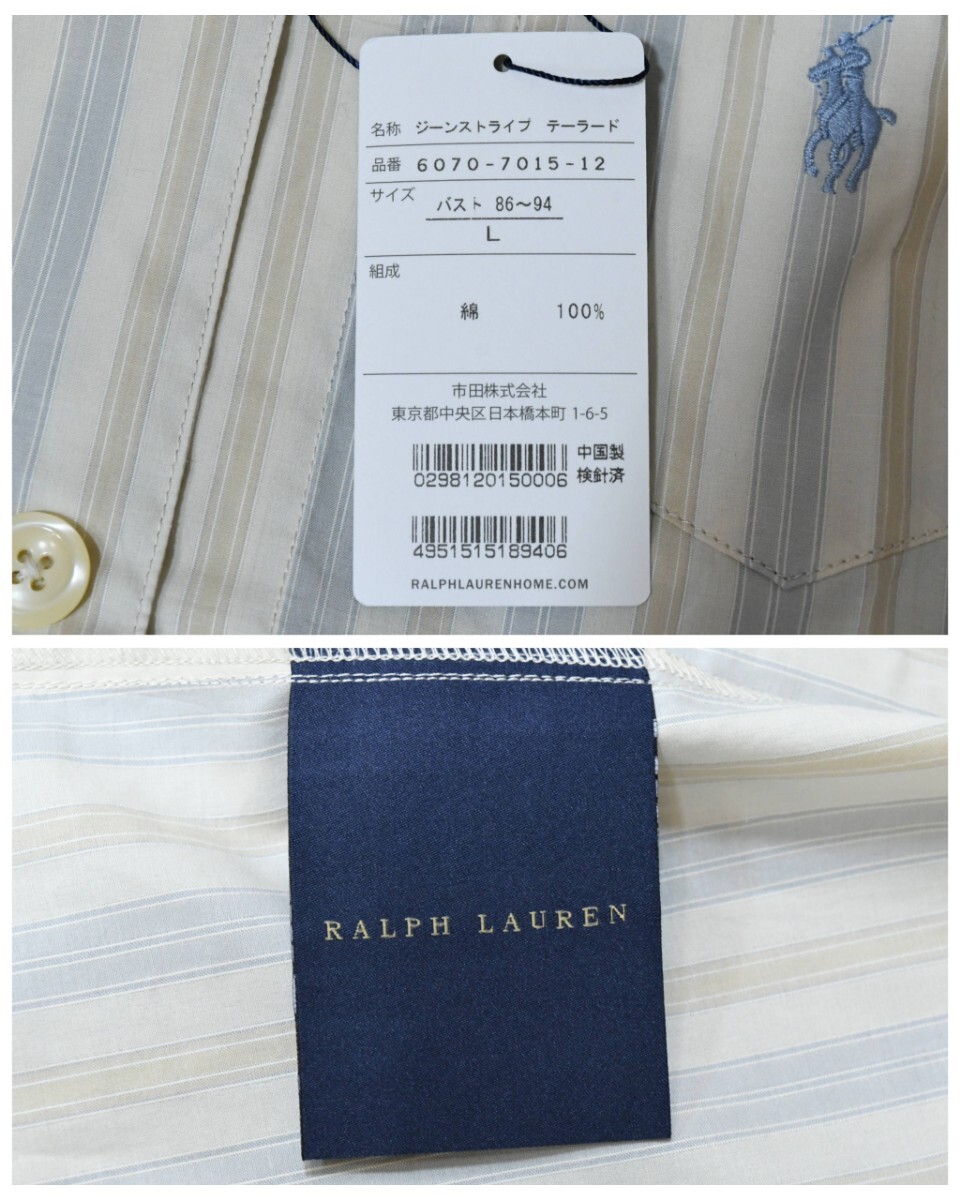 名称 ジーンストライプ テーラード
品番 6070-7015-12
サイズ
バスト 86～94
L
組成
綿 100%
市田株式会社
東京都中央区日本橋本町 1-6-5
中国製
0298120150006 検針済
4951515189406
RALPHLAURENHOME.COM
RALPH LAUREN